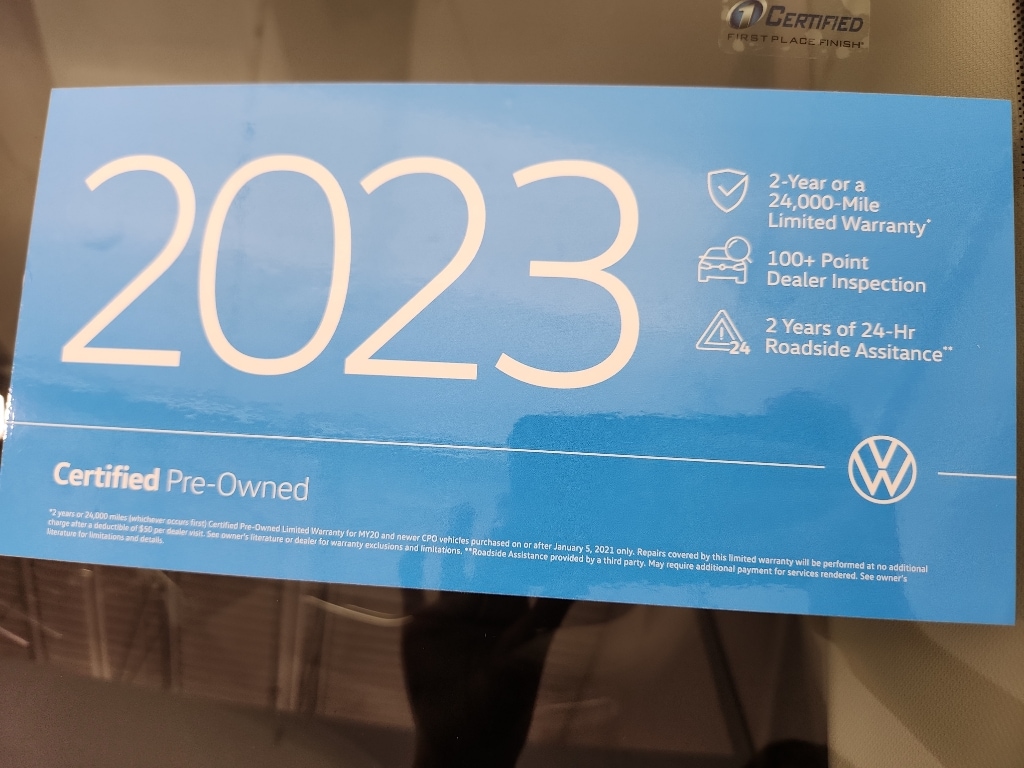 1 CERTIFIED
FIRST PLACE FINISH
2023
2-Year or a
24,000-Mile
Limited Warranty*
100+ Point
Dealer Inspection
24
2 Years of 24-Hr
Roadside Assitance**
Certified Pre-Owned
*2 years or 24,000 miles (whichever occurs first) Certified Pre-Owned Limited Warranty for MY20 and newer CPO vehicles purchased on or after January 5, 2021 only. Repairs covered by this limited warranty will be performed at no additional
charge after a deductible of $50 per dealer visit. See owner's literature or dealer for warranty exclusions and limitations. **Roadside Assistance provided by a third party. May require additional payment for services rendered. See owner's
literature for limitations and details.